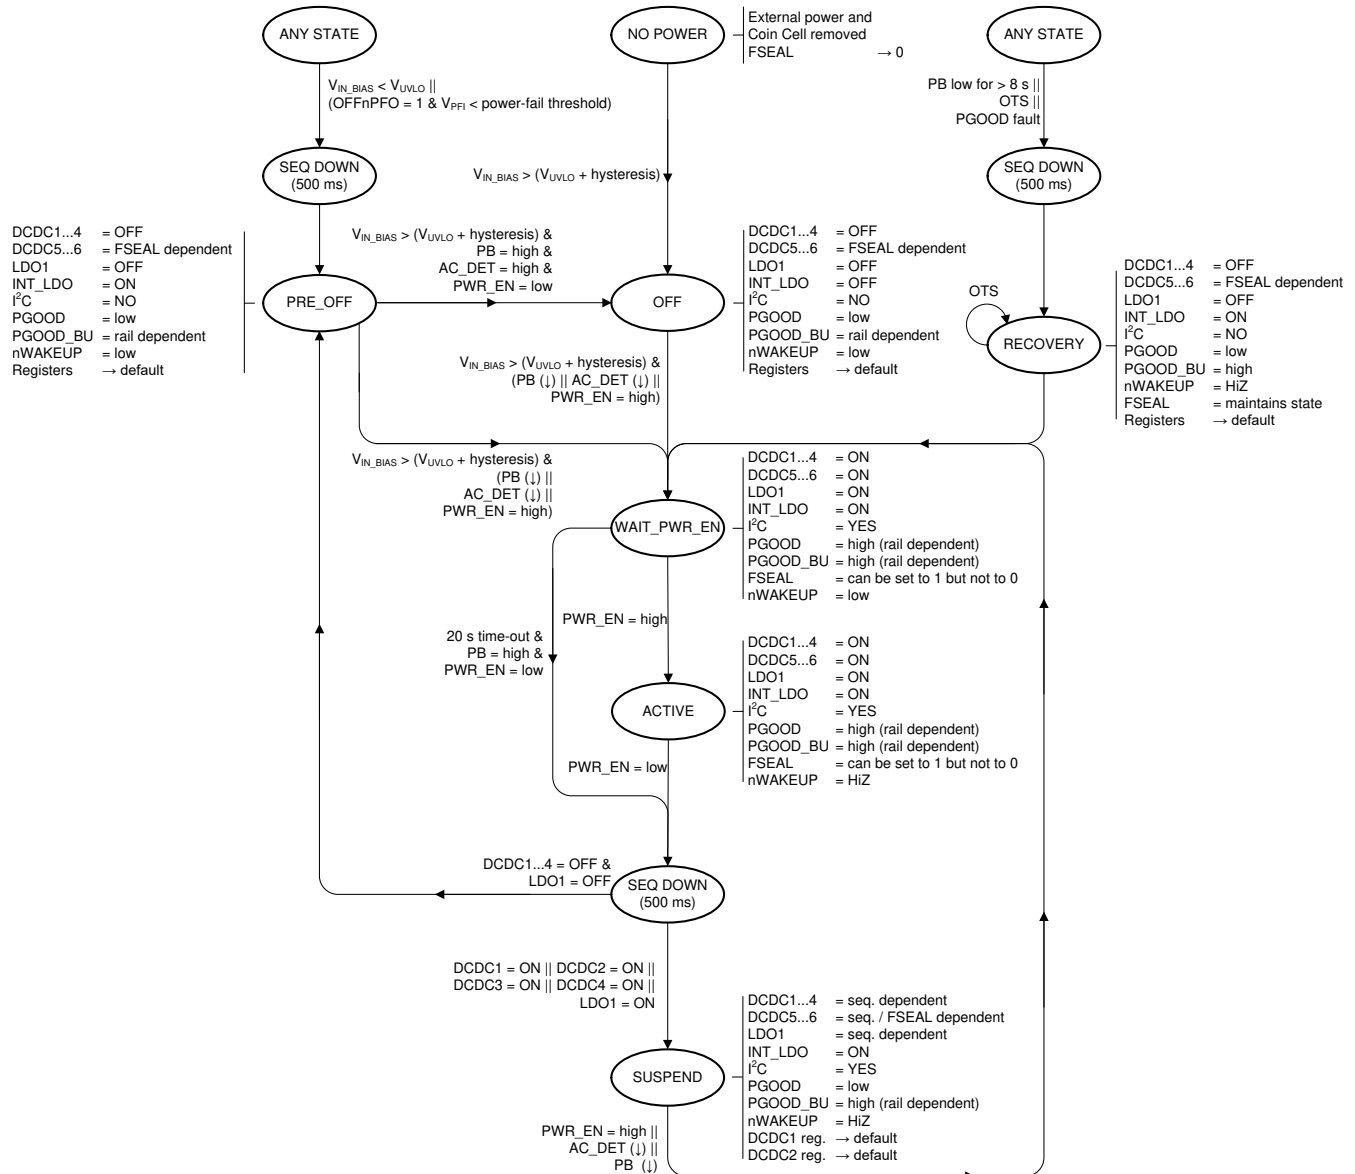 ANY STATE
NO POWER
External power and
Coin Cell removed
FSEAL → 0
ANY STATE
V_IN_BIAS < V_UVLO ||
(OFFnPFO = 1 & V_PFI < power-fail threshold)
PB low for > 8 s ||
OTS ||
PGOOD fault
SEQ DOWN
(500 ms)
V_IN_BIAS > (V_UVLO + hysteresis)
SEQ DOWN
(500 ms)
DCDC1...4 = OFF
DCDC5...6 = FSEAL dependent
LDO1 = OFF
INT_LDO = ON
I²C = NO
PGOOD = low
PGOOD_BU = rail dependent
nWAKEUP = low
Registers → default
PRE_OFF
V_IN_BIAS > (V_UVLO + hysteresis) &
PB = high &
AC_DET = high &
PWR_EN = low
OFF
DCDC1...4 = OFF
DCDC5...6 = FSEAL dependent
LDO1 = OFF
INT_LDO = OFF
I²C = NO
PGOOD = low
PGOOD_BU = rail dependent
nWAKEUP = low
Registers → default
OTS
RECOVERY
DCDC1...4 = OFF
DCDC5...6 = FSEAL dependent
LDO1 = OFF
INT_LDO = ON
I²C = NO
PGOOD = low
PGOOD_BU = high
nWAKEUP = HiZ
FSEAL = maintains state
Registers → default
V_IN_BIAS > (V_UVLO + hysteresis) &
(PB (↓) || AC_DET (↓) ||
PWR_EN = high)
V_IN_BIAS > (V_UVLO + hysteresis) &
(PB (↓) ||
AC_DET (↓) ||
PWR_EN = high)
WAIT_PWR_EN
DCDC1...4 = ON
DCDC5...6 = ON
LDO1 = ON
INT_LDO = ON
I²C = YES
PGOOD = high (rail dependent)
PGOOD_BU = high (rail dependent)
FSEAL = can be set to 1 but not to 0
nWAKEUP = low
PWR_EN = high
20 s time-out &
PB = high &
PWR_EN = low
ACTIVE
DCDC1...4 = ON
DCDC5...6 = ON
LDO1 = ON
INT_LDO = ON
I²C = YES
PGOOD = high (rail dependent)
PGOOD_BU = high (rail dependent)
FSEAL = can be set to 1 but not to 0
nWAKEUP = HiZ
PWR_EN = low
DCDC1...4 = OFF &
LDO1 = OFF
SEQ DOWN
(500 ms)
DCDC1 = ON || DCDC2 = ON ||
DCDC3 = ON || DCDC4 = ON ||
LDO1 = ON
SUSPEND
DCDC1...4 = seq. dependent
DCDC5...6 = seq. / FSEAL dependent
LDO1 = seq. dependent
INT_LDO = ON
I²C = YES
PGOOD = low
PGOOD_BU = high (rail dependent)
nWAKEUP = HiZ
DCDC1 reg. → default
DCDC2 reg. → default
PWR_EN = high ||
AC_DET (↓) ||
PB (↓)